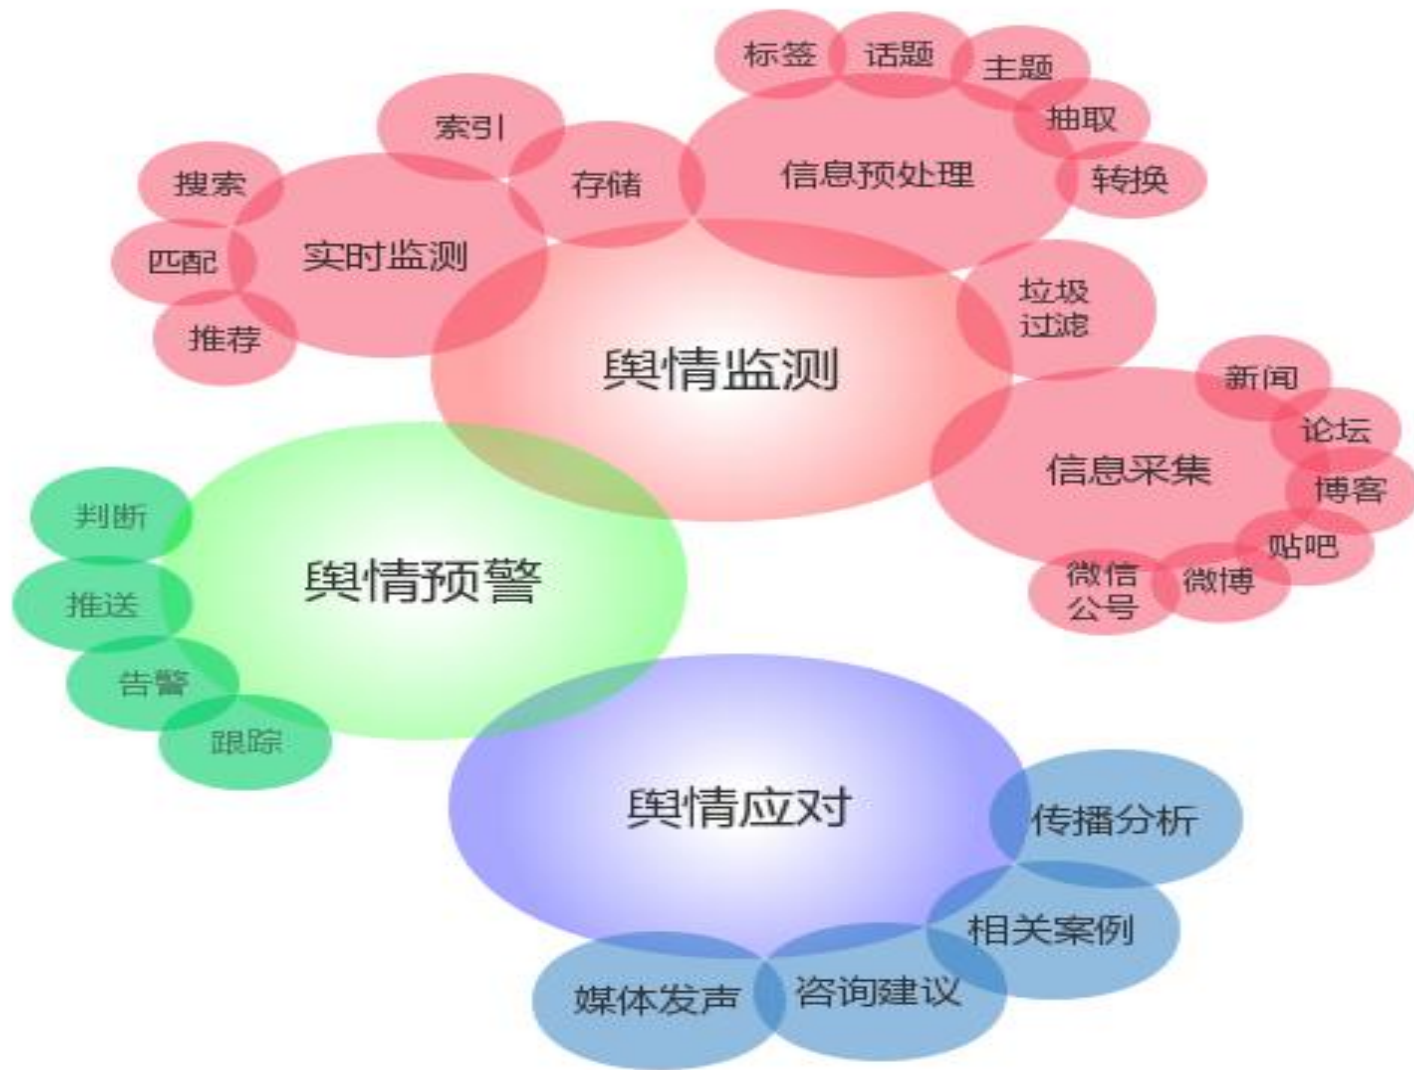 标签
话题
主题
抽取
转换
索引
存储
信息预处理
搜索
匹配
推荐
实时监测
垃圾
过滤
舆情监测
新闻
论坛
博客
贴吧
微博
微信
公号
信息采集
判断
推送
告警
跟踪
舆情预警
舆情应对
传播分析
相关案例
咨询建议
媒体发声